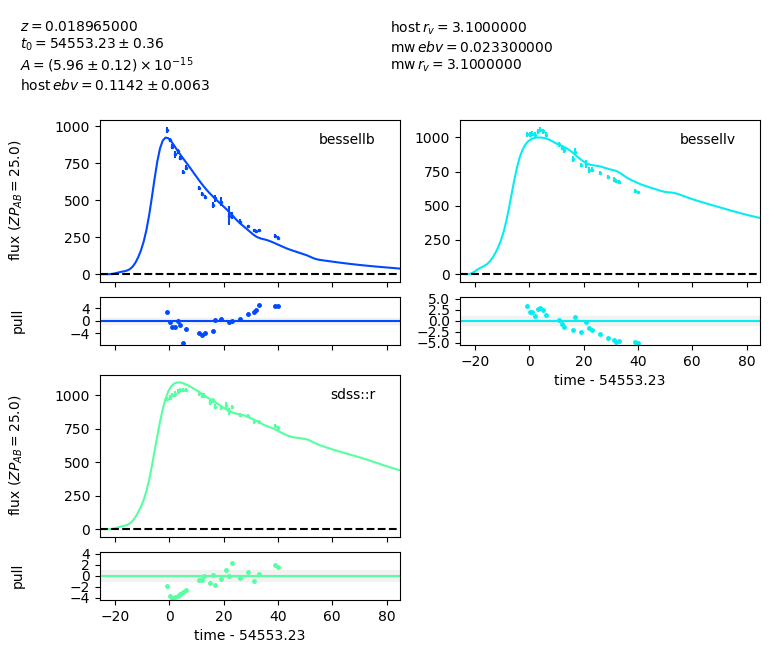 z = 0.018965000
t₀ = 54553.23 ± 0.36
A = (5.96 ± 0.12) × 10⁻¹⁵
host ebv = 0.1142 ± 0.0063
host r_v = 3.1000000
mw ebv = 0.023300000
mw r_v = 3.1000000
flux (ZP_AB = 25.0)
1000
750
500
250
0
bessellb
1000
750
500
250
0
bessellv
pull
4
0
−4
5.0
2.5
0.0
−2.5
−5.0
−20
0
20
40
60
80
time - 54553.23
flux (ZP_AB = 25.0)
1000
750
500
250
0
sdss::r
pull
4
2
0
−2
−4
−20
0
20
40
60
80
time - 54553.23